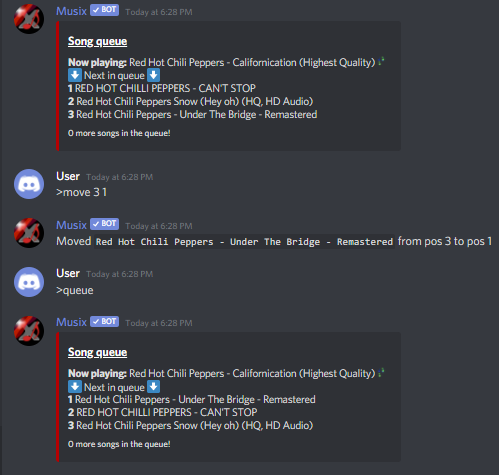 Musix ✓ BOT Today at 6:28 PM
Song queue
Now playing: Red Hot Chili Peppers - Californication (Highest Quality) 🎶
⬇ Next in queue ⬇
1 RED HOT CHILLI PEPPERS - CAN'T STOP
2 Red Hot Chili Peppers Snow (Hey oh) (HQ, HD Audio)
3 Red Hot Chili Peppers - Under The Bridge - Remastered
0 more songs in the queue!
User Today at 6:28 PM
>move 3 1
Musix ✓ BOT Today at 6:28 PM
Moved Red Hot Chili Peppers - Under The Bridge - Remastered from pos 3 to pos 1
User Today at 6:28 PM
>queue
Musix ✓ BOT Today at 6:28 PM
Song queue
Now playing: Red Hot Chili Peppers - Californication (Highest Quality) 🎶
⬇ Next in queue ⬇
1 Red Hot Chili Peppers - Under The Bridge - Remastered
2 RED HOT CHILLI PEPPERS - CAN'T STOP
3 Red Hot Chili Peppers Snow (Hey oh) (HQ, HD Audio)
0 more songs in the queue!